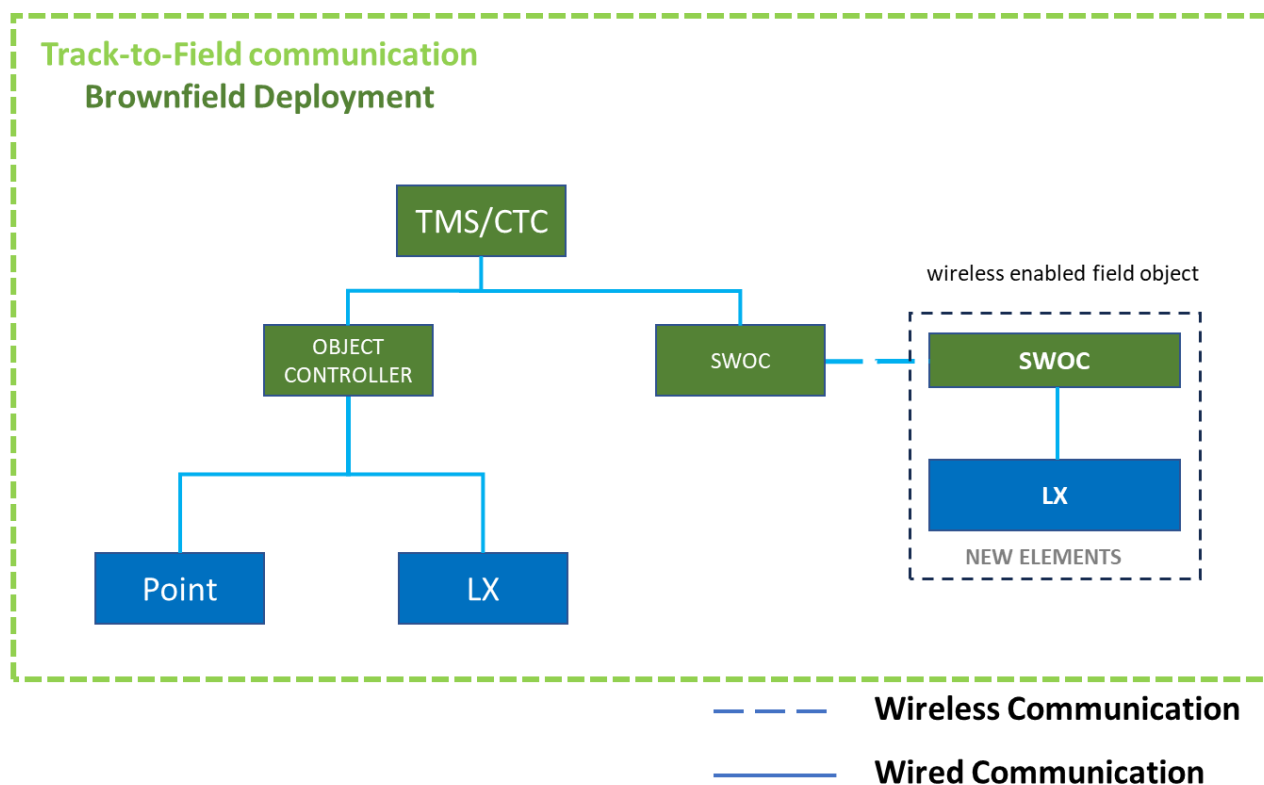 Track-to-Field communication
Brownfield Deployment
TMS/CTC
wireless enabled field object
OBJECT
CONTROLLER
SWOC
SWOC
LX
NEW ELEMENTS
Point
LX
Wireless Communication
Wired Communication